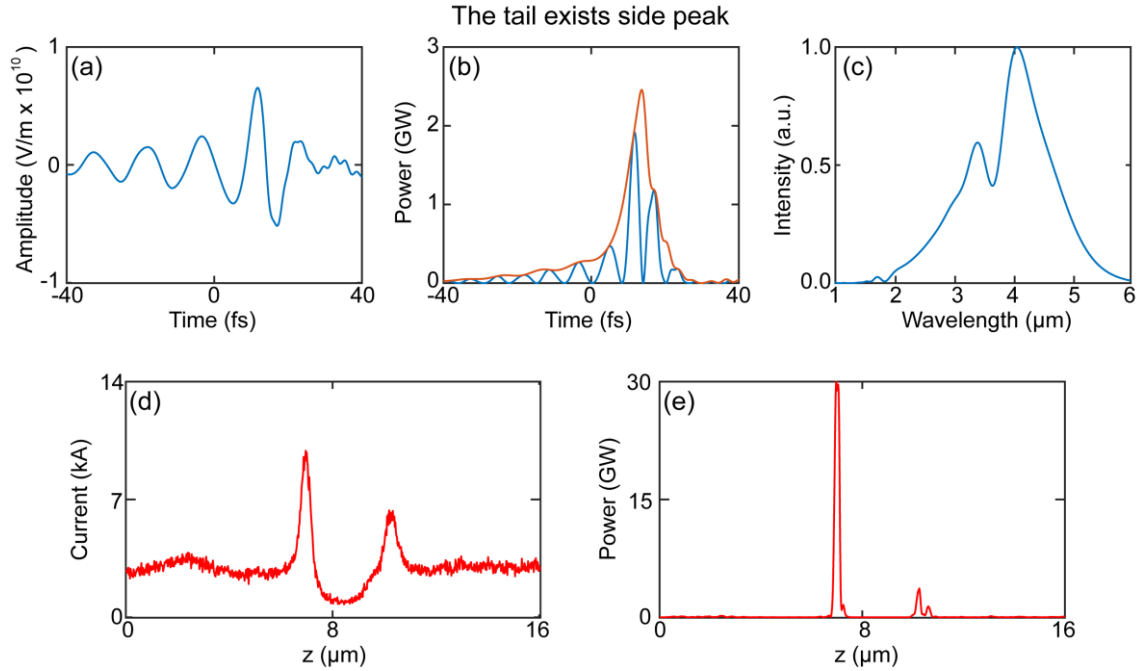 The tail exists side peak
(a)
Amplitude (V/m x 10¹⁰)
1
0
-1
-40
0
40
Time (fs)
(b)
Power (GW)
3
2
1
0
-40
0
40
Time (fs)
(c)
Intensity (a.u.)
1.0
0.5
0.0
1
2
3
4
5
6
Wavelength (μm)
(d)
Current (kA)
14
7
0
0
8
16
z (μm)
(e)
Power (GW)
30
15
0
0
8
16
z (μm)